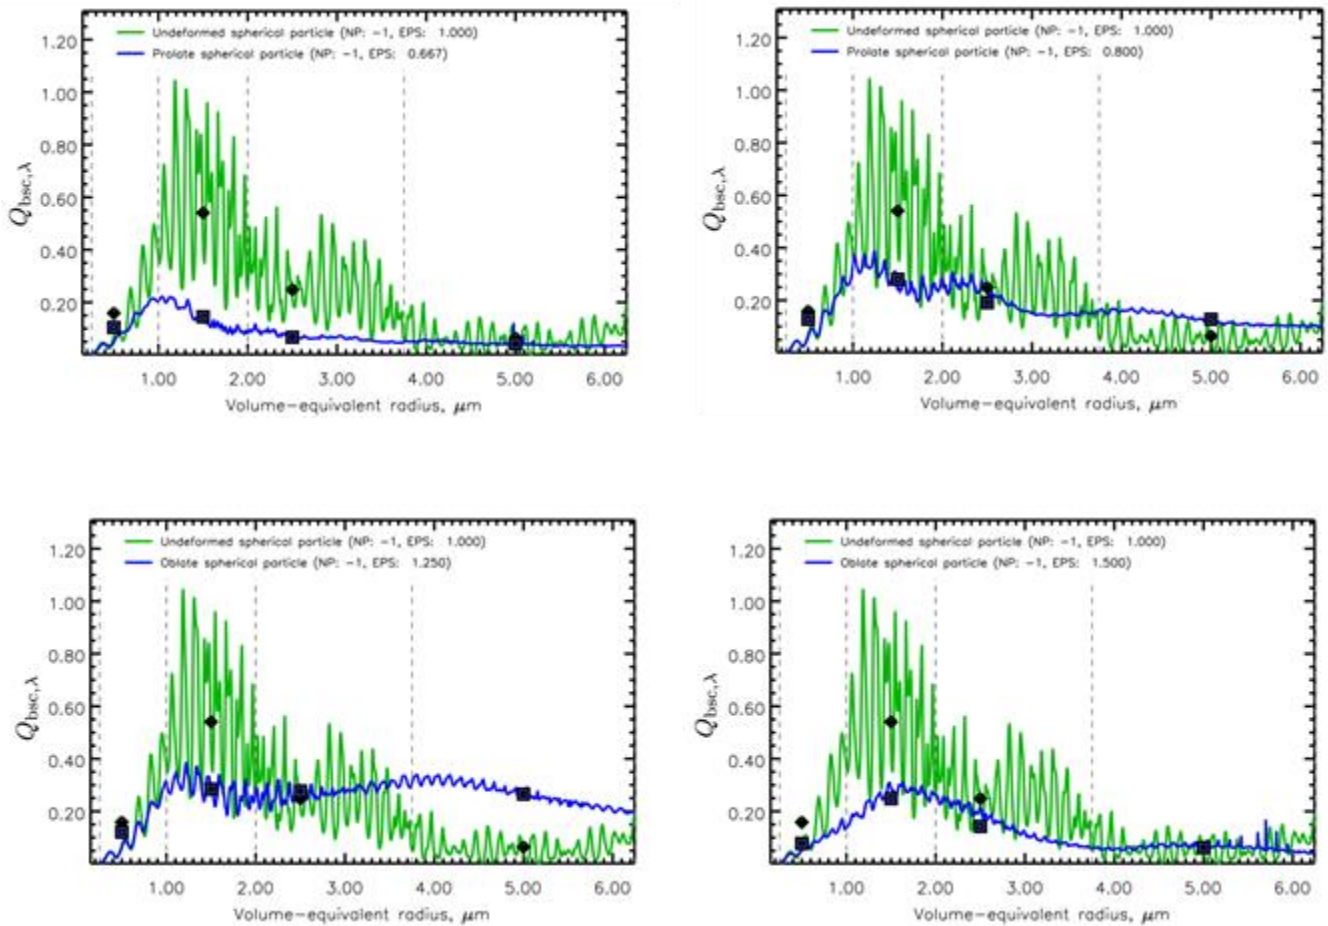 Undeformed spherical particle (NP: −1, EPS: 1.000)
Prolate spherical particle (NP: −1, EPS: 0.667)
1.20
1.00
0.80
0.60
0.40
0.20
Qbsc,λ
1.00 2.00 3.00 4.00 5.00 6.00
Volume−equivalent radius, μm
Undeformed spherical particle (NP: −1, EPS: 1.000)
Prolate spherical particle (NP: −1, EPS: 0.800)
1.20
1.00
0.80
0.60
0.40
0.20
Qbsc,λ
1.00 2.00 3.00 4.00 5.00 6.00
Volume−equivalent radius, μm
Undeformed spherical particle (NP: −1, EPS: 1.000)
Oblate spherical particle (NP: −1, EPS: 1.250)
1.20
1.00
0.80
0.60
0.40
0.20
Qbsc,λ
1.00 2.00 3.00 4.00 5.00 6.00
Volume−equivalent radius, μm
Undeformed spherical particle (NP: −1, EPS: 1.000)
Oblate spherical particle (NP: −1, EPS: 1.500)
1.20
1.00
0.80
0.60
0.40
0.20
Qbsc,λ
1.00 2.00 3.00 4.00 5.00 6.00
Volume−equivalent radius, μm